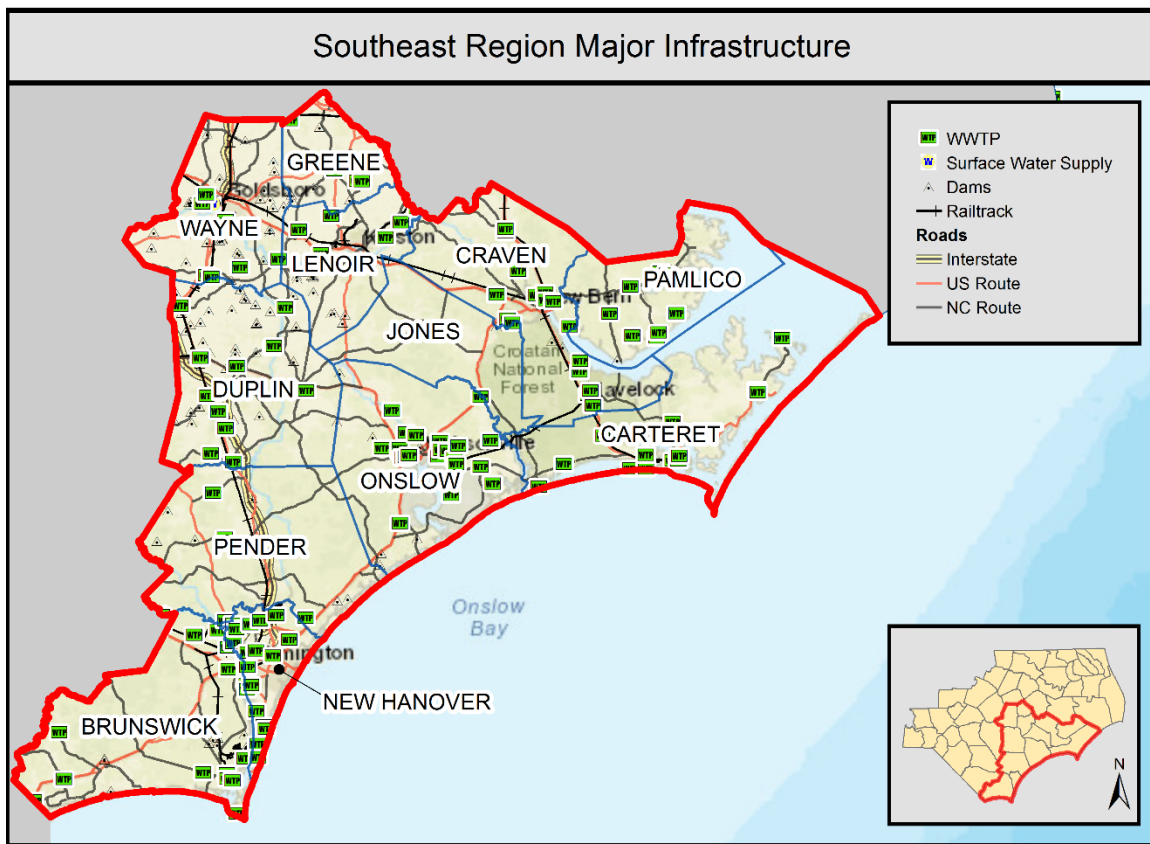 Southeast Region Major Infrastructure
WWTP
Surface Water Supply
Dams
Railtrack
Roads
Interstate
US Route
NC Route
GREENE
Goldsboro
WAYNE
LENOIR
CRAVEN
PAMLICO
JONES
Croatan
National
Forest
DUPLIN
CARTERET
ONSLOW
PENDER
Onslow
Bay
NEW HANOVER
BRUNSWICK
N